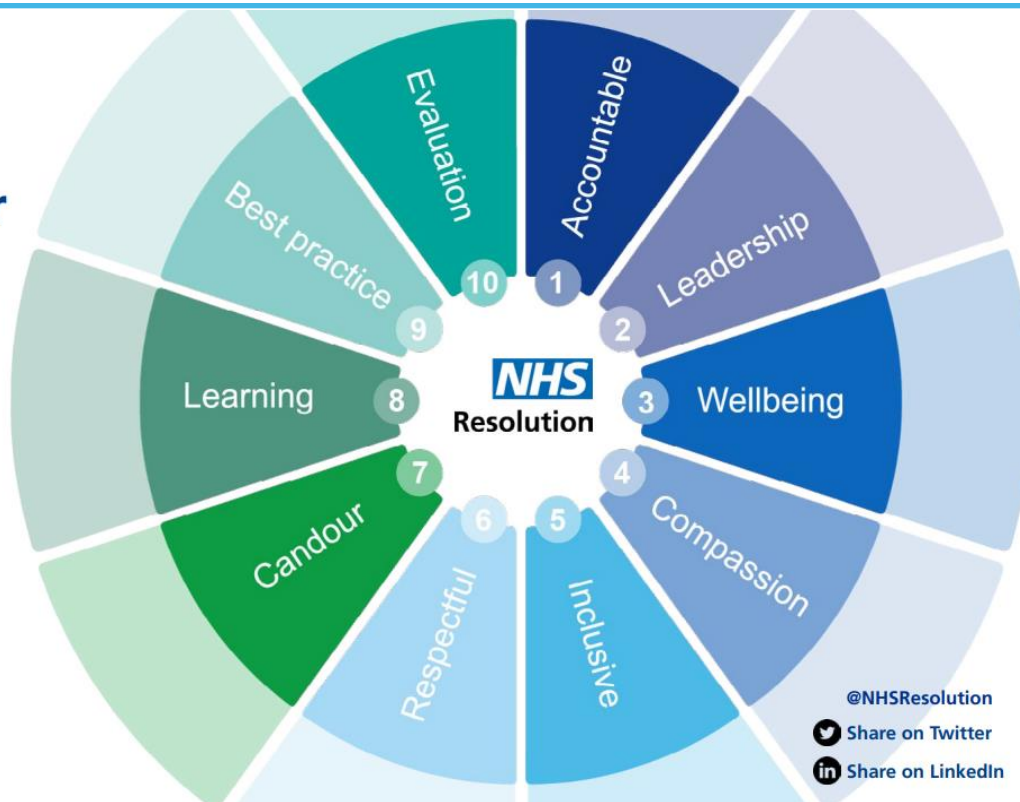 Accountable
1
Leadership
2
Wellbeing
3
Compassion
4
Inclusive
5
Respectful
6
Candour
7
Learning
8
Best practice
9
Evaluation
10
NHS
Resolution
@NHSResolution
Share on Twitter
in Share on LinkedIn